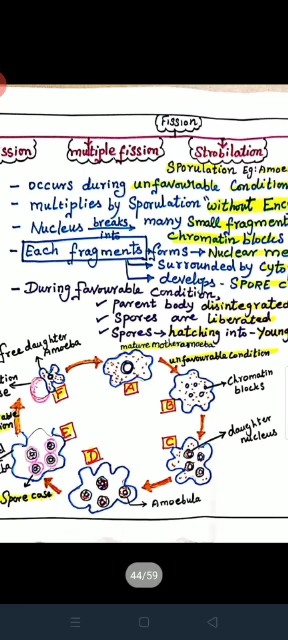 Fission
ssion
multiple fission
Strobilation
Sporulation Eg: Amoe
- occurs during unfavourable Condition
- multiplies by Sporulation "without Enc
- Nucleus breaks into many Small fragment
Chromatin blocks
- Each fragments forms → Nuclear me
→ Surrounded by Cyto
→ develops - SPORE C
- During favourable Condition,
✓ Parent body disintegrated
✓ Spores are liberated
✓ Spores → hatching into - Young
mature mother amoeba
unfavourable condition
free daughter
Amoeba
A
B
Chromatin
blocks
C
daughter
nucleus
D
Amoebula
E
F
Spore case
44/59